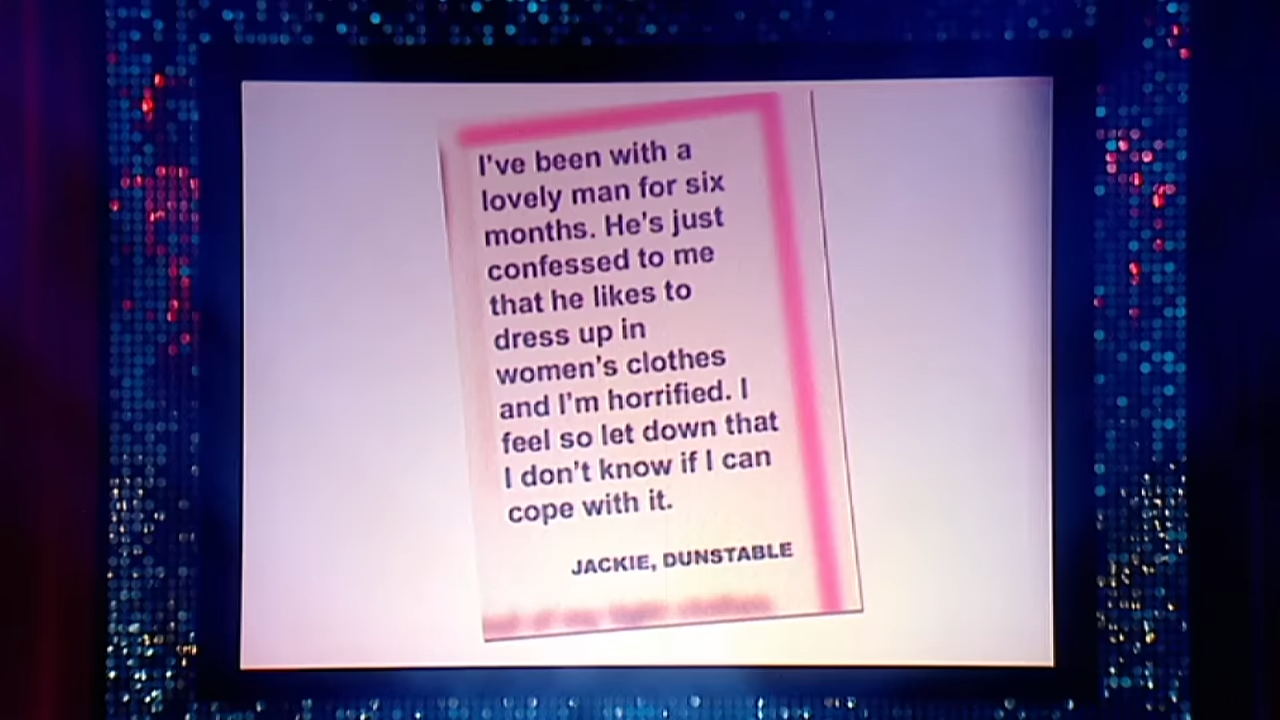 I've been with a
lovely man for six
months. He's just
confessed to me
that he likes to
dress up in
women's clothes
and I'm horrified. I
feel so let down that
I don't know if I can
cope with it.
JACKIE, DUNSTABLE